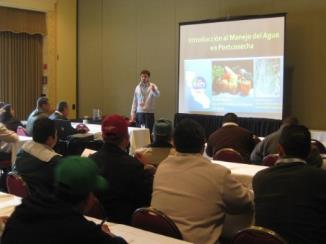 Introducción al Manejo del Agua
en Postcosecha